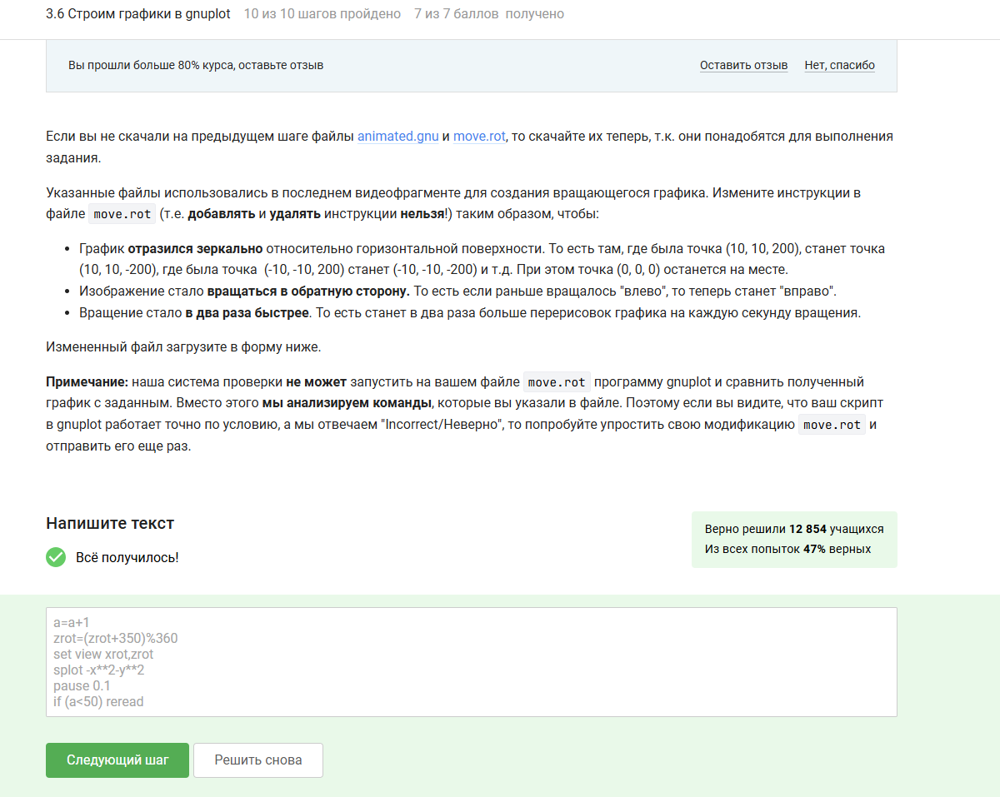 3.6 Строим графики в gnuplot 10 из 10 шагов пройдено 7 из 7 баллов получено
Вы прошли больше 80% курса, оставьте отзыв Оставить отзыв Нет, спасибо
Если вы не скачали на предыдущем шаге файлы animated.gnu и move.rot, то скачайте их теперь, т.к. они понадобятся для выполнения
задания.
Указанные файлы использовались в последнем видеофрагменте для создания вращающегося графика. Измените инструкции в
файле move.rot (т.е. добавлять и удалять инструкции нельзя!) таким образом, чтобы:
• График отразился зеркально относительно горизонтальной поверхности. То есть там, где была точка (10, 10, 200), станет точка
(10, 10, -200), где была точка (-10, -10, 200) станет (-10, -10, -200) и т.д. При этом точка (0, 0, 0) останется на месте.
• Изображение стало вращаться в обратную сторону. То есть если раньше вращалось "влево", то теперь станет "вправо".
• Вращение стало в два раза быстрее. То есть станет в два раза больше перерисовок графика на каждую секунду вращения.
Измененный файл загрузите в форму ниже.
Примечание: наша система проверки не может запустить на вашем файле move.rot программу gnuplot и сравнить полученный
график с заданным. Вместо этого мы анализируем команды, которые вы указали в файле. Поэтому если вы видите, что ваш скрипт
в gnuplot работает точно по условию, а мы отвечаем "Incorrect/Неверно", то попробуйте упростить свою модификацию move.rot и
отправить его еще раз.
Напишите текст
Всё получилось!
Верно решили 12 854 учащихся
Из всех попыток 47% верных
a=a+1
zrot=(zrot+350)%360
set view xrot,zrot
splot -x**2-y**2
pause 0.1
if (a<50) reread
Следующий шаг Решить снова